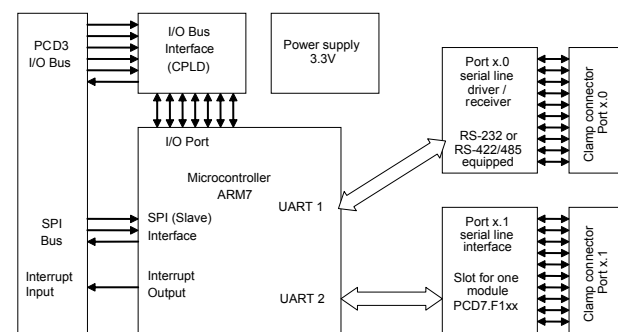 PCD3
I/O Bus
I/O Bus
Interface
(CPLD)
Power supply
3.3V
Port x.0
serial line
driver /
receiver
RS-232 or
RS-422/485
equipped
Clamp connector
Port x.0
I/O Port
Microcontroller
ARM7
UART 1
SPI
Bus
SPI (Slave)
Interface
Interrupt
Input
Interrupt
Output
UART 2
Port x.1
serial line
interface
Slot for one
module
PCD7.F1xx
Clamp connector
Port x.1